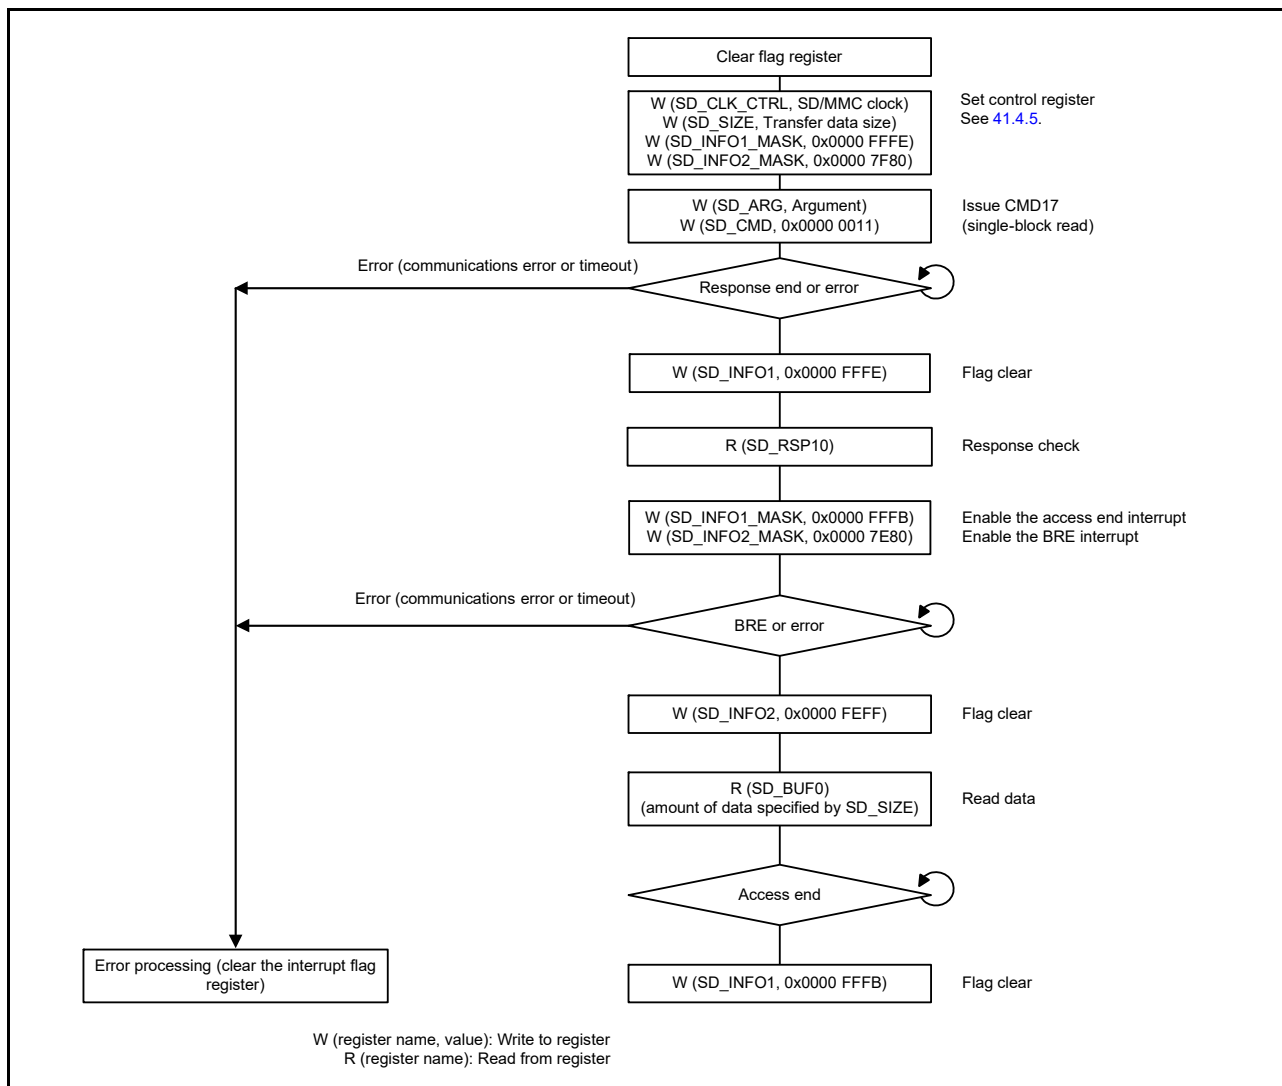 Clear flag register
W (SD_CLK_CTRL, SD/MMC clock)
W (SD_SIZE, Transfer data size)
W (SD_INFO1_MASK, 0x0000 FFFE)
W (SD_INFO2_MASK, 0x0000 7F80)
Set control register
See 41.4.5.
W (SD_ARG, Argument)
W (SD_CMD, 0x0000 0011)
Issue CMD17
(single-block read)
Error (communications error or timeout)
Response end or error
W (SD_INFO1, 0x0000 FFFE)
Flag clear
R (SD_RSP10)
Response check
W (SD_INFO1_MASK, 0x0000 FFFB)
W (SD_INFO2_MASK, 0x0000 7E80)
Enable the access end interrupt
Enable the BRE interrupt
Error (communications error or timeout)
BRE or error
W (SD_INFO2, 0x0000 FEFF)
Flag clear
R (SD_BUF0)
(amount of data specified by SD_SIZE)
Read data
Access end
Error processing (clear the interrupt flag
register)
W (SD_INFO1, 0x0000 FFFB)
Flag clear
W (register name, value): Write to register
R (register name): Read from register